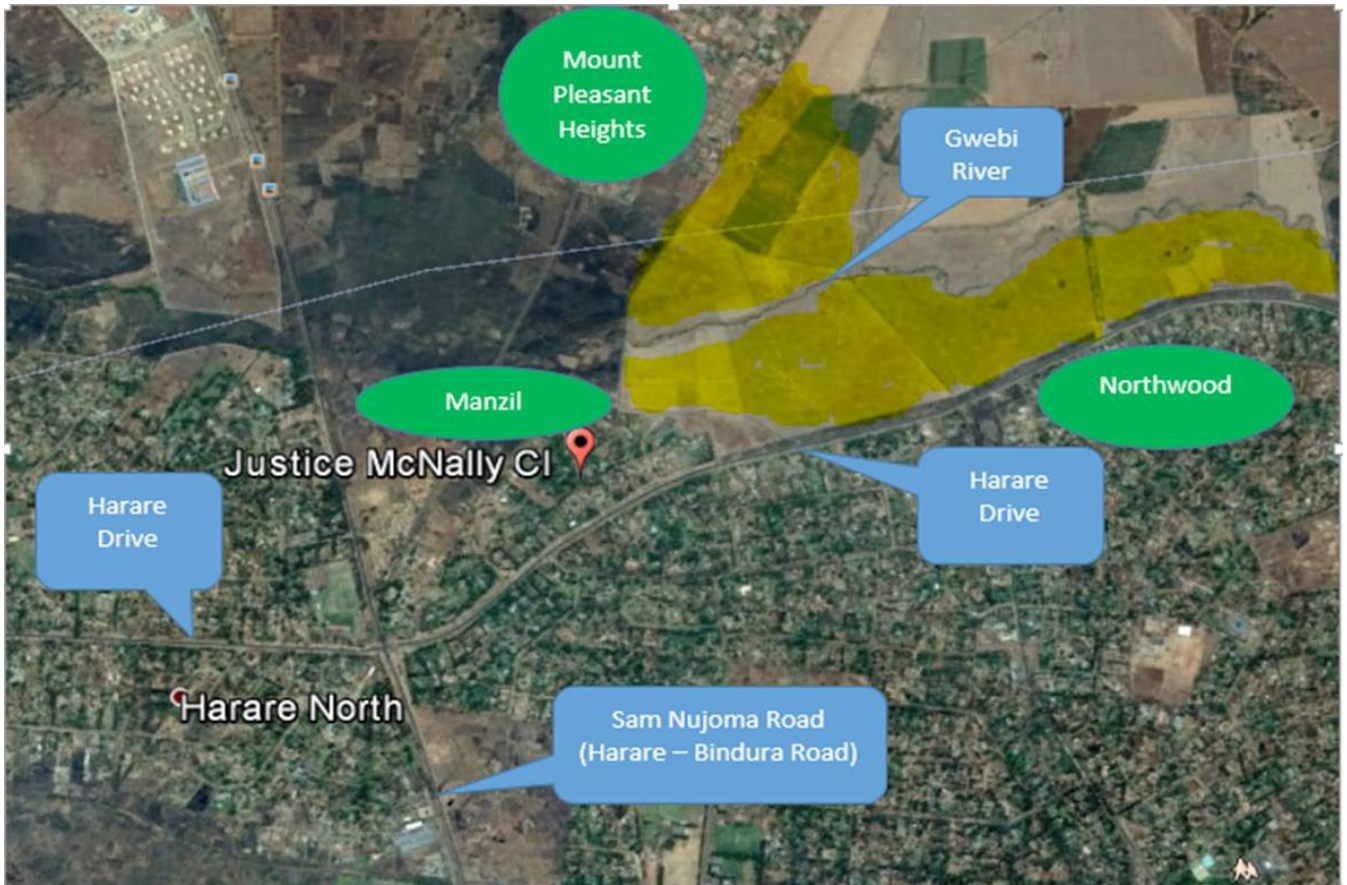 Mount
Pleasant
Heights
Gwebi
River
Northwood
Manzil
Justice McNally Cl
Harare
Drive
Harare
Drive
Harare North
Sam Nujoma Road
(Harare – Bindura Road)